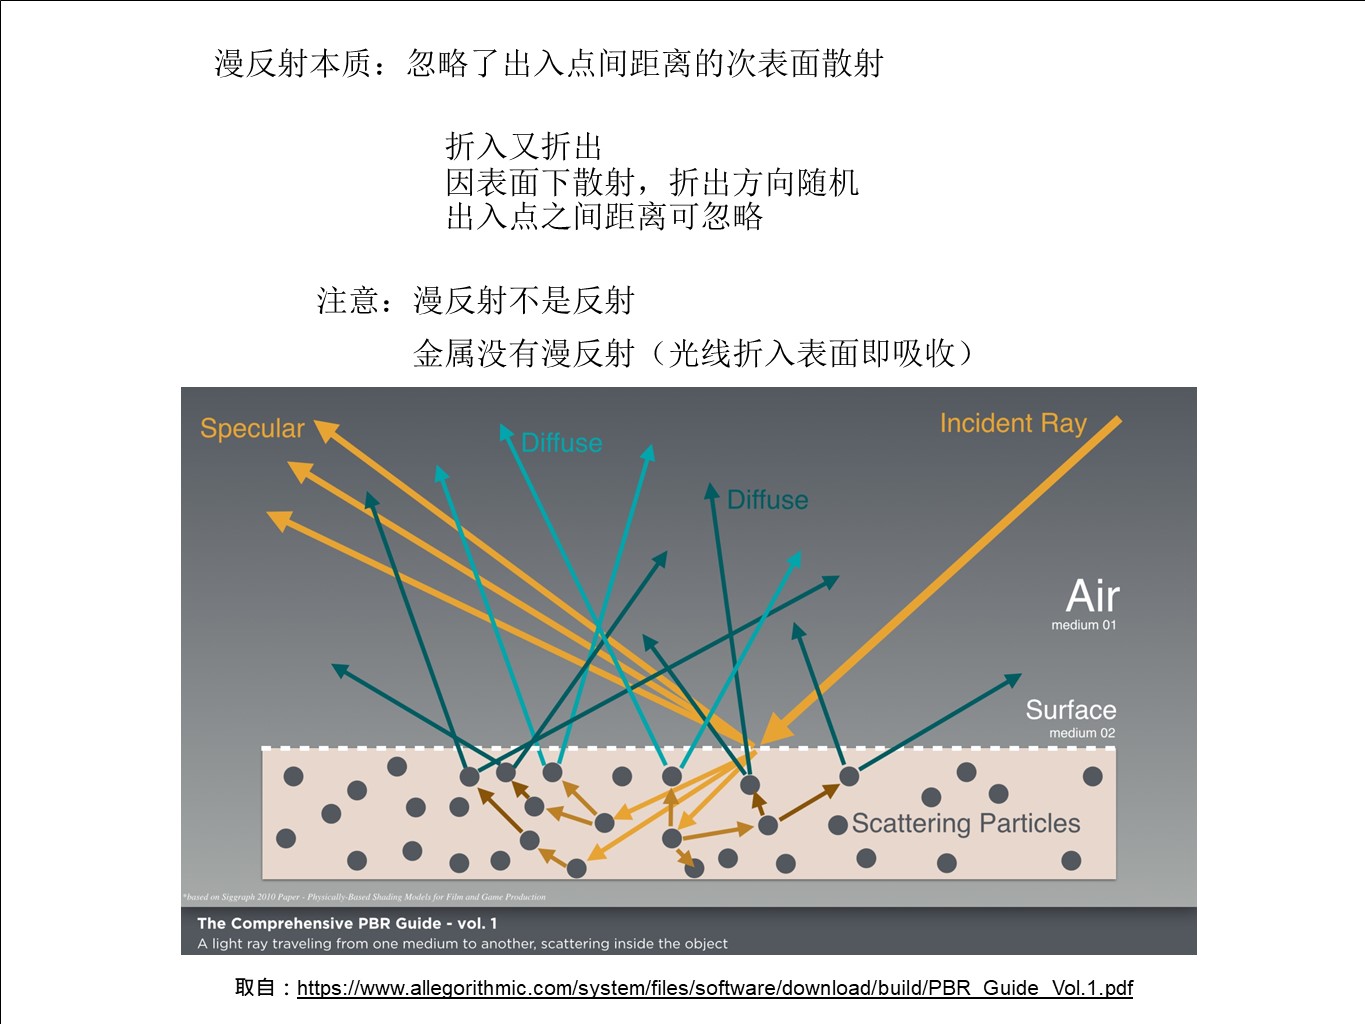 漫反射本质：忽略了出入点间距离的次表面散射
折入又折出
因表面下散射，折出方向随机
出入点之间距离可忽略
注意：漫反射不是反射
金属没有漫反射（光线折入表面即吸收）
Specular
Diffuse
Incident Ray
Diffuse
Air
medium 01
Surface
medium 02
Scattering Particles
*based on Siggraph 2010 Paper - Physically-Based Shading Models for Film and Game Production
The Comprehensive PBR Guide - vol. 1
A light ray traveling from one medium to another, scattering inside the object
取自：https://www.allegorithmic.com/system/files/software/download/build/PBR_Guide_Vol.1.pdf